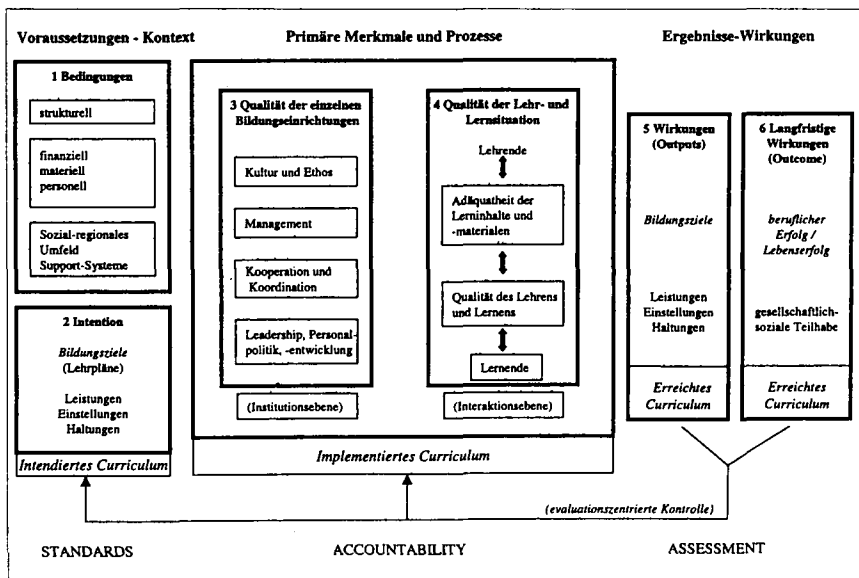 Voraussetzungen - Kontext
Primäre Merkmale und Prozesse
Ergebnisse-Wirkungen
1 Bedingungen
strukturell
finanziell
materiell
personell
Sozial-regionales
Umfeld
Support-Systeme
2 Intention
Bildungsziele
(Lehrpläne)
Leistungen
Einstellungen
Haltungen
Intendiertes Curriculum
3 Qualität der einzelnen
Bildungseinrichtungen
Kultur und Ethos
Management
Kooperation und
Koordination
Leadership, Personal-
politik, -entwicklung
(Institutionsebene)
4 Qualität der Lehr- und
Lernsituation
Lehrende
Adäquatheit der
Lerninhalte und
-materialen
Qualität des Lehrens
und Lernens
Lernende
(Interaktionsebene)
Implementiertes Curriculum
5 Wirkungen
(Outputs)
Bildungsziele
Leistungen
Einstellungen
Haltungen
Erreichtes
Curriculum
6 Langfristige
Wirkungen
(Outcome)
beruflicher
Erfolg /
Lebenserfolg
gesellschaftlich-
soziale Teilhabe
Erreichtes
Curriculum
(evaluationszentrierte Kontrolle)
STANDARDS
ACCOUNTABILITY
ASSESSMENT